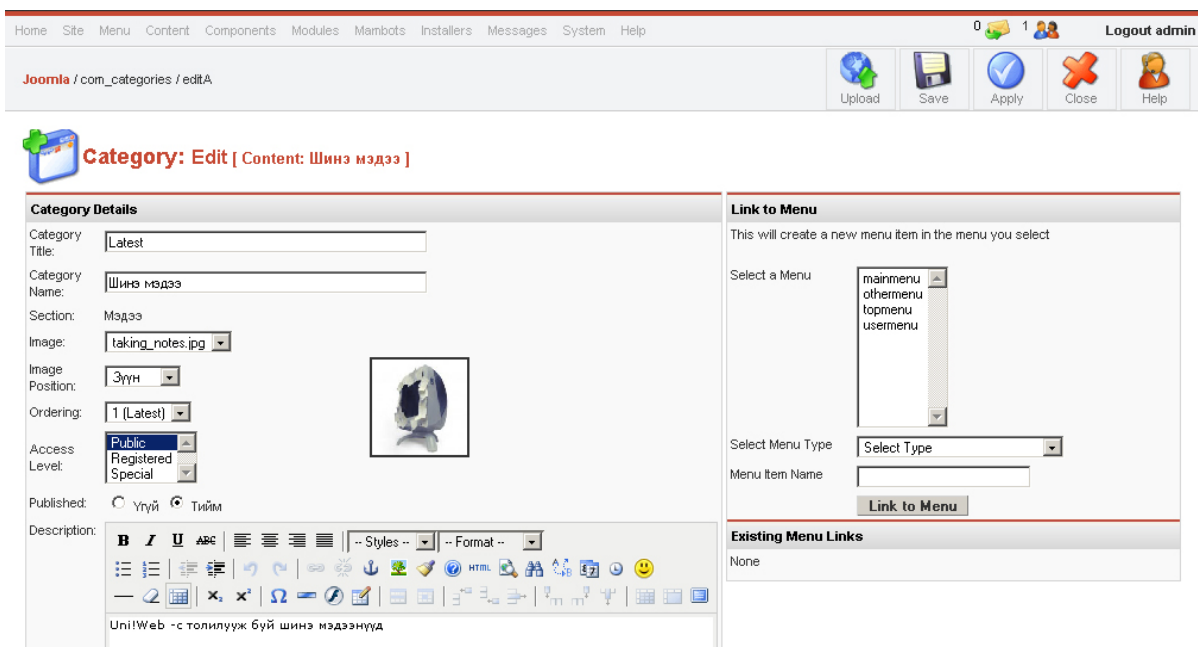 Home Site Menu Content Components Modules Mambots Installers Messages System Help 0 1 Logout admin
Joomla / com_categories / editA
Upload Save Apply Close Help
Category: Edit [ Content: Шинэ мэдээ ]
Category Details
Category Title: Latest
Category Name: Шинэ мэдээ
Section: Мэдээ
Image: taking_notes.jpg
Image Position: Зүүн
Ordering: 1 (Latest)
Access Level: Public
Registered
Special
Published: Үгүй Тийм
Description:
B I U ABC -- Styles -- -- Format --
HTML
Uni!Web -с толилууж буй шинэ мэдээнүүд
Link to Menu
This will create a new menu item in the menu you select
Select a Menu mainmenu
othermenu
topmenu
usermenu
Select Menu Type Select Type
Menu Item Name
Link to Menu
Existing Menu Links
None